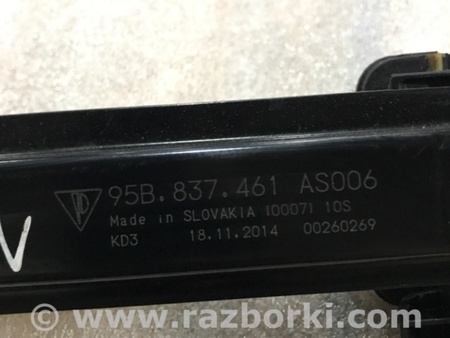 95B.837.461 AS006
Made in SLOVAKIA (0007) 10S
KD3 18.11.2014 00260269
V
© www.razborki.com